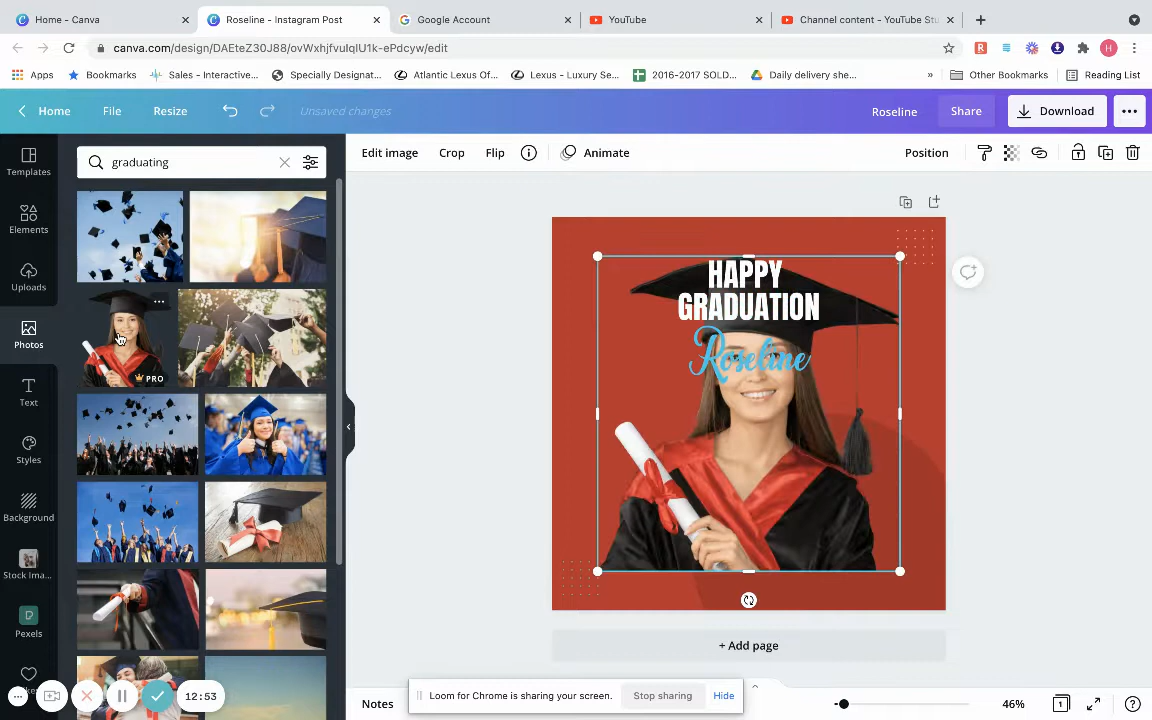 Home - Canva
Roseline - Instagram Post
Google Account
YouTube
Channel content - YouTube Stu
canva.com/design/DAEteZ30J88/ovWxhjfvuIqIU1k-ePdcyw/edit
R
H
Apps
Bookmarks
Sales - Interactive...
Specially Designat...
Atlantic Lexus Of...
Lexus - Luxury Se...
2016-2017 SOLD...
Daily delivery she...
»
Other Bookmarks
Reading List
Home
File
Resize
Unsaved changes
Roseline
Share
Download
Templates
Elements
Uploads
Photos
Text
Styles
Background
Stock Ima...
Pexels
graduating
PRO
Edit image
Crop
Flip
Animate
Position
HAPPY
GRADUATION
Roseline
+ Add page
12:53
Loom for Chrome is sharing your screen.
Stop sharing
Hide
Notes
46%
1